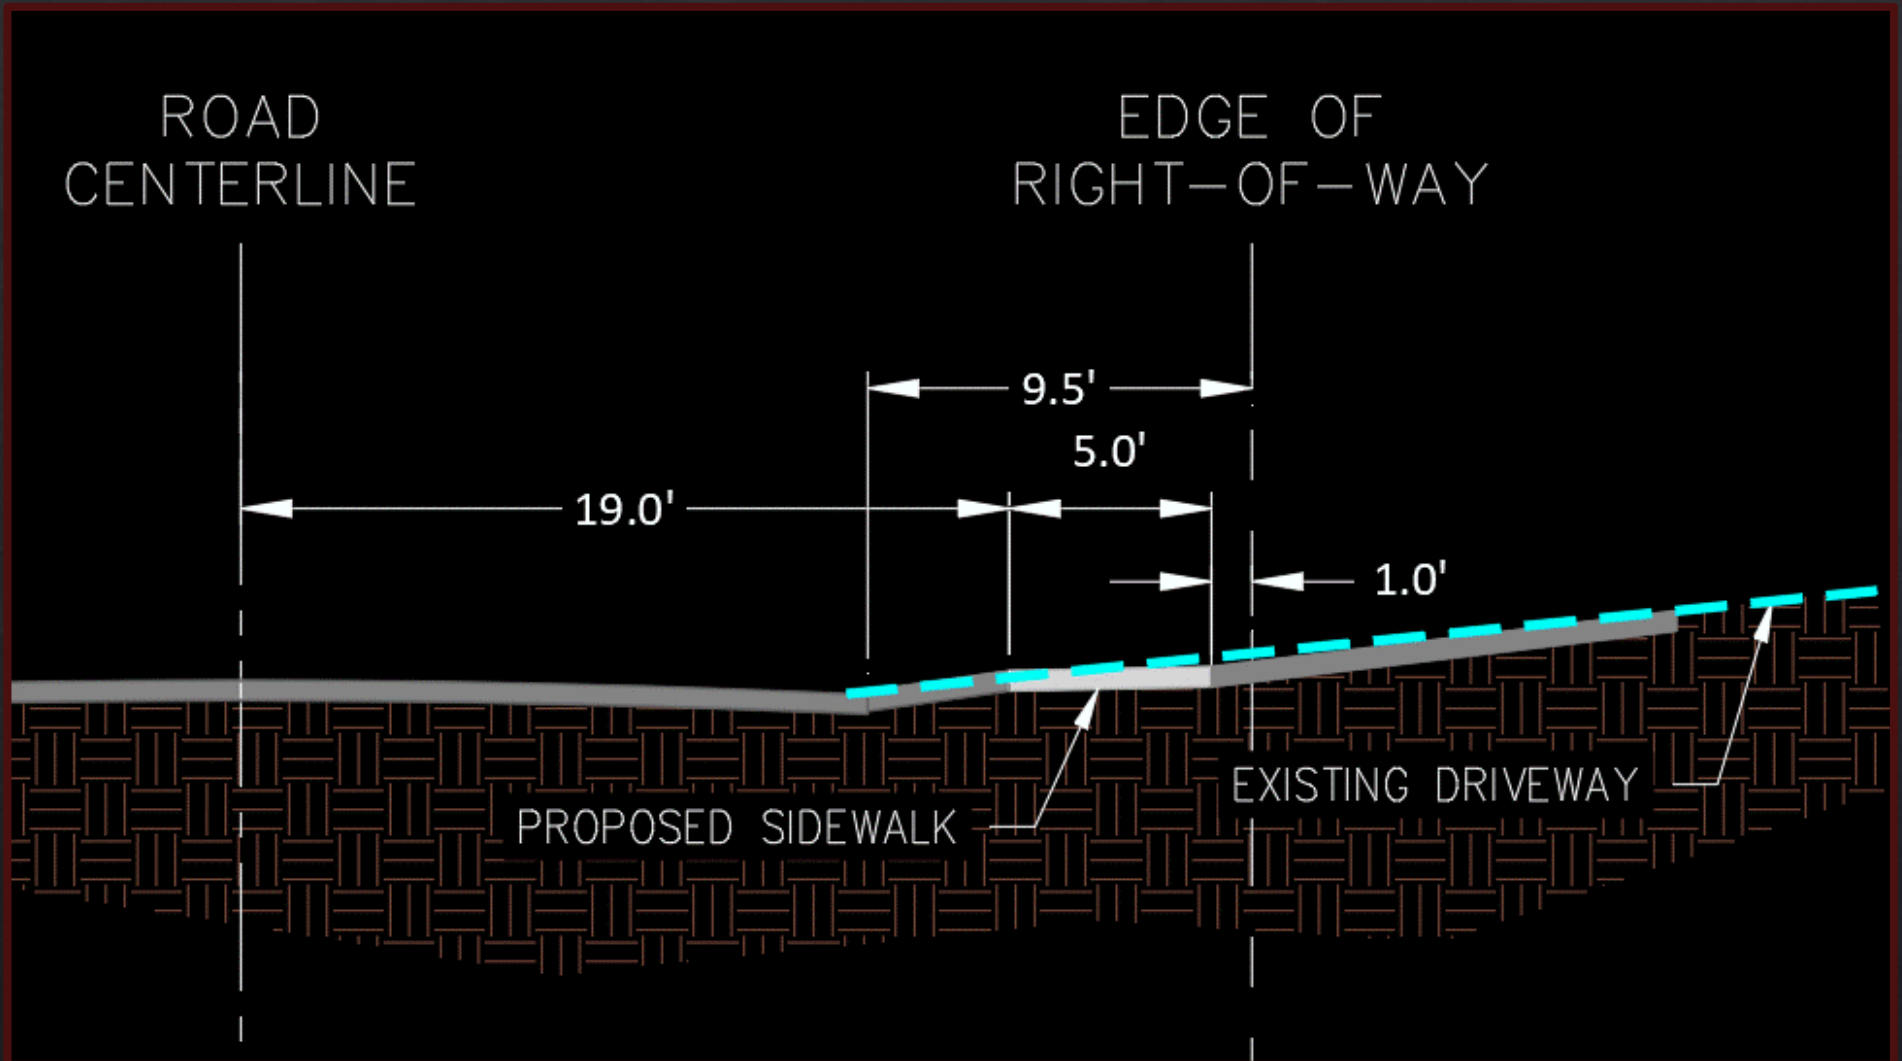 ROAD
CENTERLINE
EDGE OF
RIGHT-OF-WAY
9.5'
5.0'
19.0'
1.0'
EXISTING DRIVEWAY
PROPOSED SIDEWALK